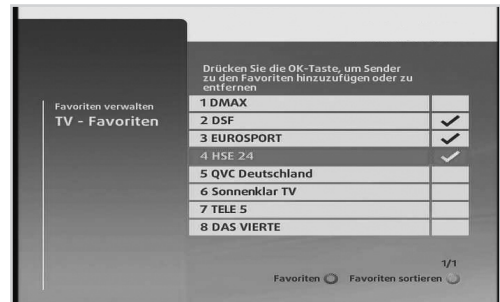 Drücken Sie die OK-Taste, um Sender
zu den Favoriten hinzuzufügen oder zu
entfernen
Favoriten verwalten
TV - Favoriten
1 DMAX
2 DSF
3 EUROSPORT
4 HSE 24
5 QVC Deutschland
6 Sonnenklar TV
7 TELE 5
8 DAS VIERTE
1/1
Favoriten
Favoriten sortieren